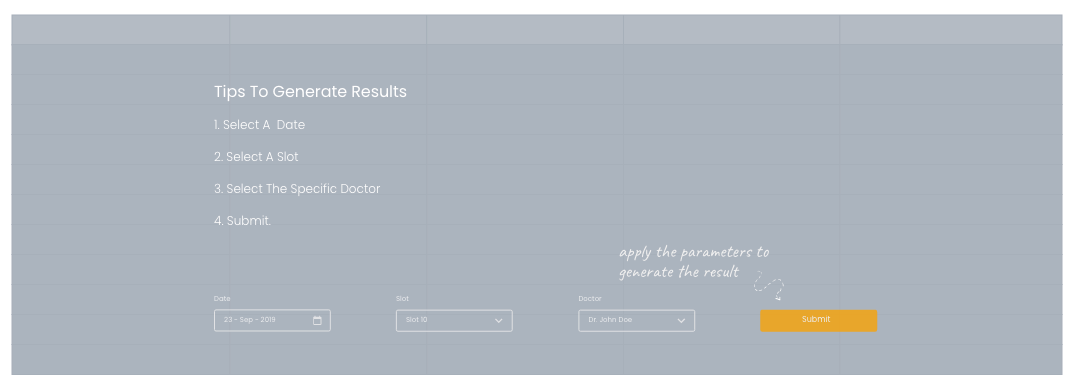 Tips To Generate Results
1. Select A Date
2. Select A Slot
3. Select The Specific Doctor
4. Submit.
apply the parameters to
generate the result
Date
Slot
Doctor
23 - Sep - 2019
Slot 10
Dr. John Doe
Submit